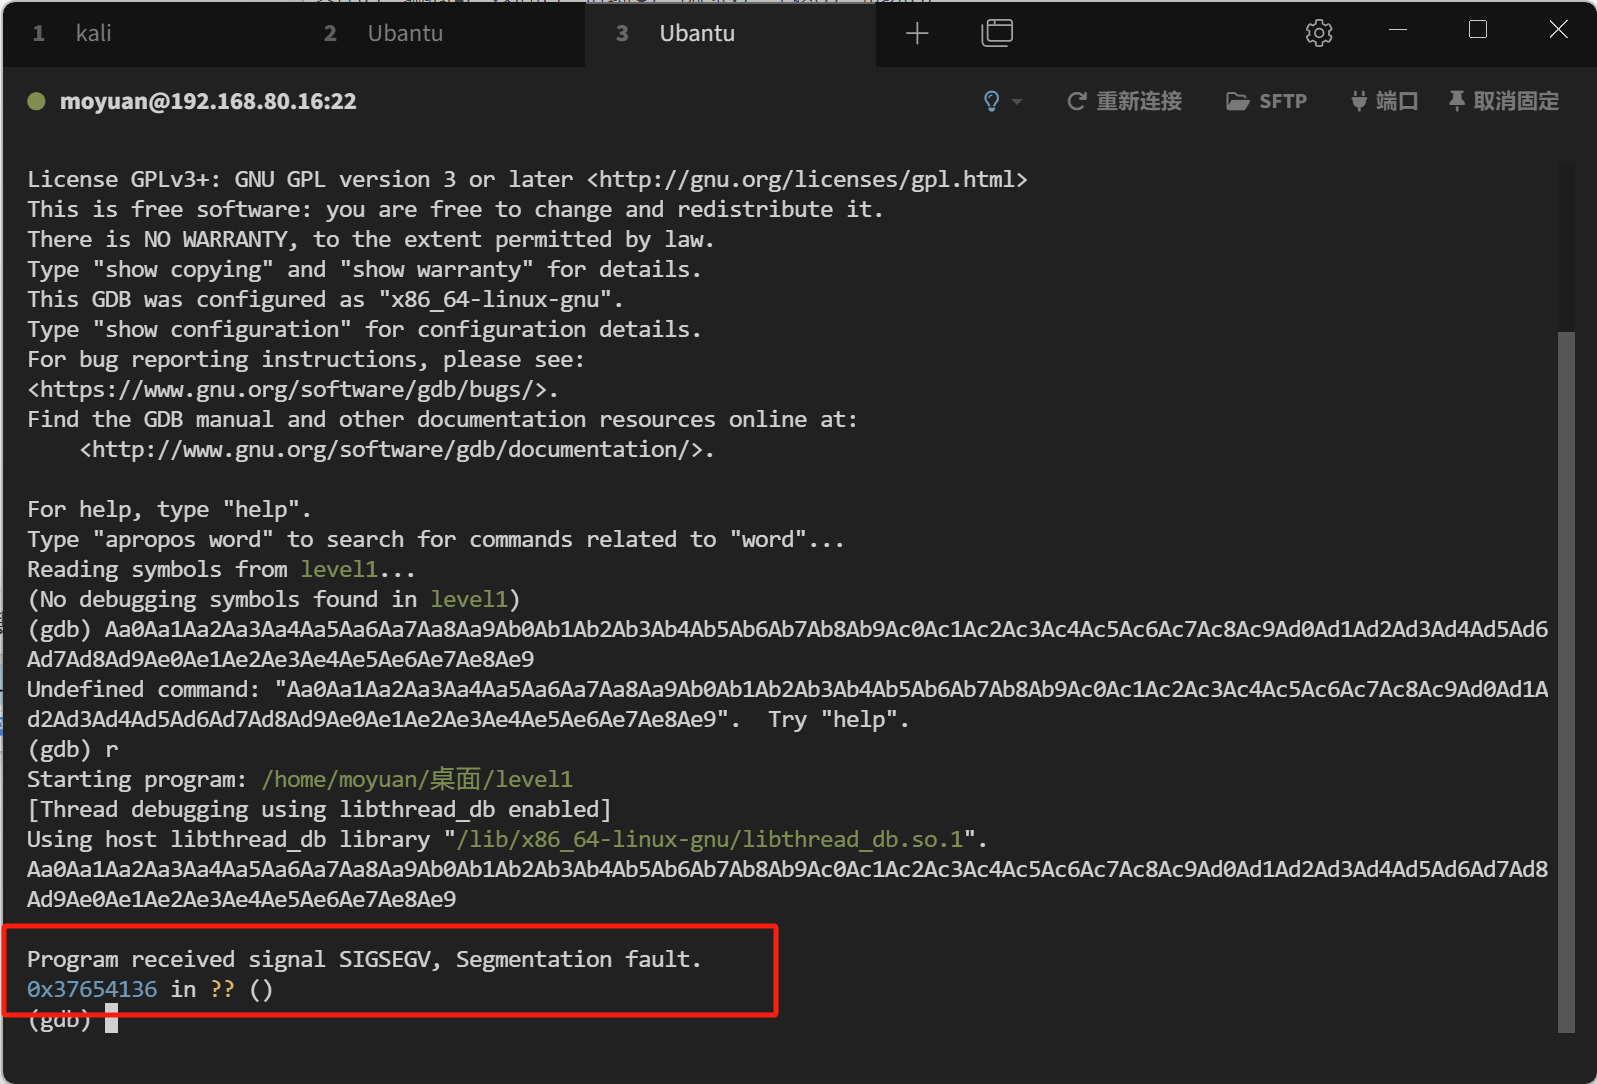 1 kali 2 Ubantu 3 Ubantu
moyuan@192.168.80.16:22 重新连接 SFTP 端口 取消固定
License GPLv3+: GNU GPL version 3 or later <http://gnu.org/licenses/gpl.html>
This is free software: you are free to change and redistribute it.
There is NO WARRANTY, to the extent permitted by law.
Type "show copying" and "show warranty" for details.
This GDB was configured as "x86_64-linux-gnu".
Type "show configuration" for configuration details.
For bug reporting instructions, please see:
<https://www.gnu.org/software/gdb/bugs/>.
Find the GDB manual and other documentation resources online at:
    <http://www.gnu.org/software/gdb/documentation/>.
For help, type "help".
Type "apropos word" to search for commands related to "word"...
Reading symbols from level1...
(No debugging symbols found in level1)
(gdb) Aa0Aa1Aa2Aa3Aa4Aa5Aa6Aa7Aa8Aa9Ab0Ab1Ab2Ab3Ab4Ab5Ab6Ab7Ab8Ab9Ac0Ac1Ac2Ac3Ac4Ac5Ac6Ac7Ac8Ac9Ad0Ad1Ad2Ad3Ad4Ad5Ad6
Ad7Ad8Ad9Ae0Ae1Ae2Ae3Ae4Ae5Ae6Ae7Ae8Ae9
Undefined command: "Aa0Aa1Aa2Aa3Aa4Aa5Aa6Aa7Aa8Aa9Ab0Ab1Ab2Ab3Ab4Ab5Ab6Ab7Ab8Ab9Ac0Ac1Ac2Ac3Ac4Ac5Ac6Ac7Ac8Ac9Ad0Ad1A
d2Ad3Ad4Ad5Ad6Ad7Ad8Ad9Ae0Ae1Ae2Ae3Ae4Ae5Ae6Ae7Ae8Ae9".  Try "help".
(gdb) r
Starting program: /home/moyuan/桌面/level1
[Thread debugging using libthread_db enabled]
Using host libthread_db library "/lib/x86_64-linux-gnu/libthread_db.so.1".
Aa0Aa1Aa2Aa3Aa4Aa5Aa6Aa7Aa8Aa9Ab0Ab1Ab2Ab3Ab4Ab5Ab6Ab7Ab8Ab9Ac0Ac1Ac2Ac3Ac4Ac5Ac6Ac7Ac8Ac9Ad0Ad1Ad2Ad3Ad4Ad5Ad6Ad7Ad8
Ad9Ae0Ae1Ae2Ae3Ae4Ae5Ae6Ae7Ae8Ae9
Program received signal SIGSEGV, Segmentation fault.
0x37654136 in ?? ()
(gdb)